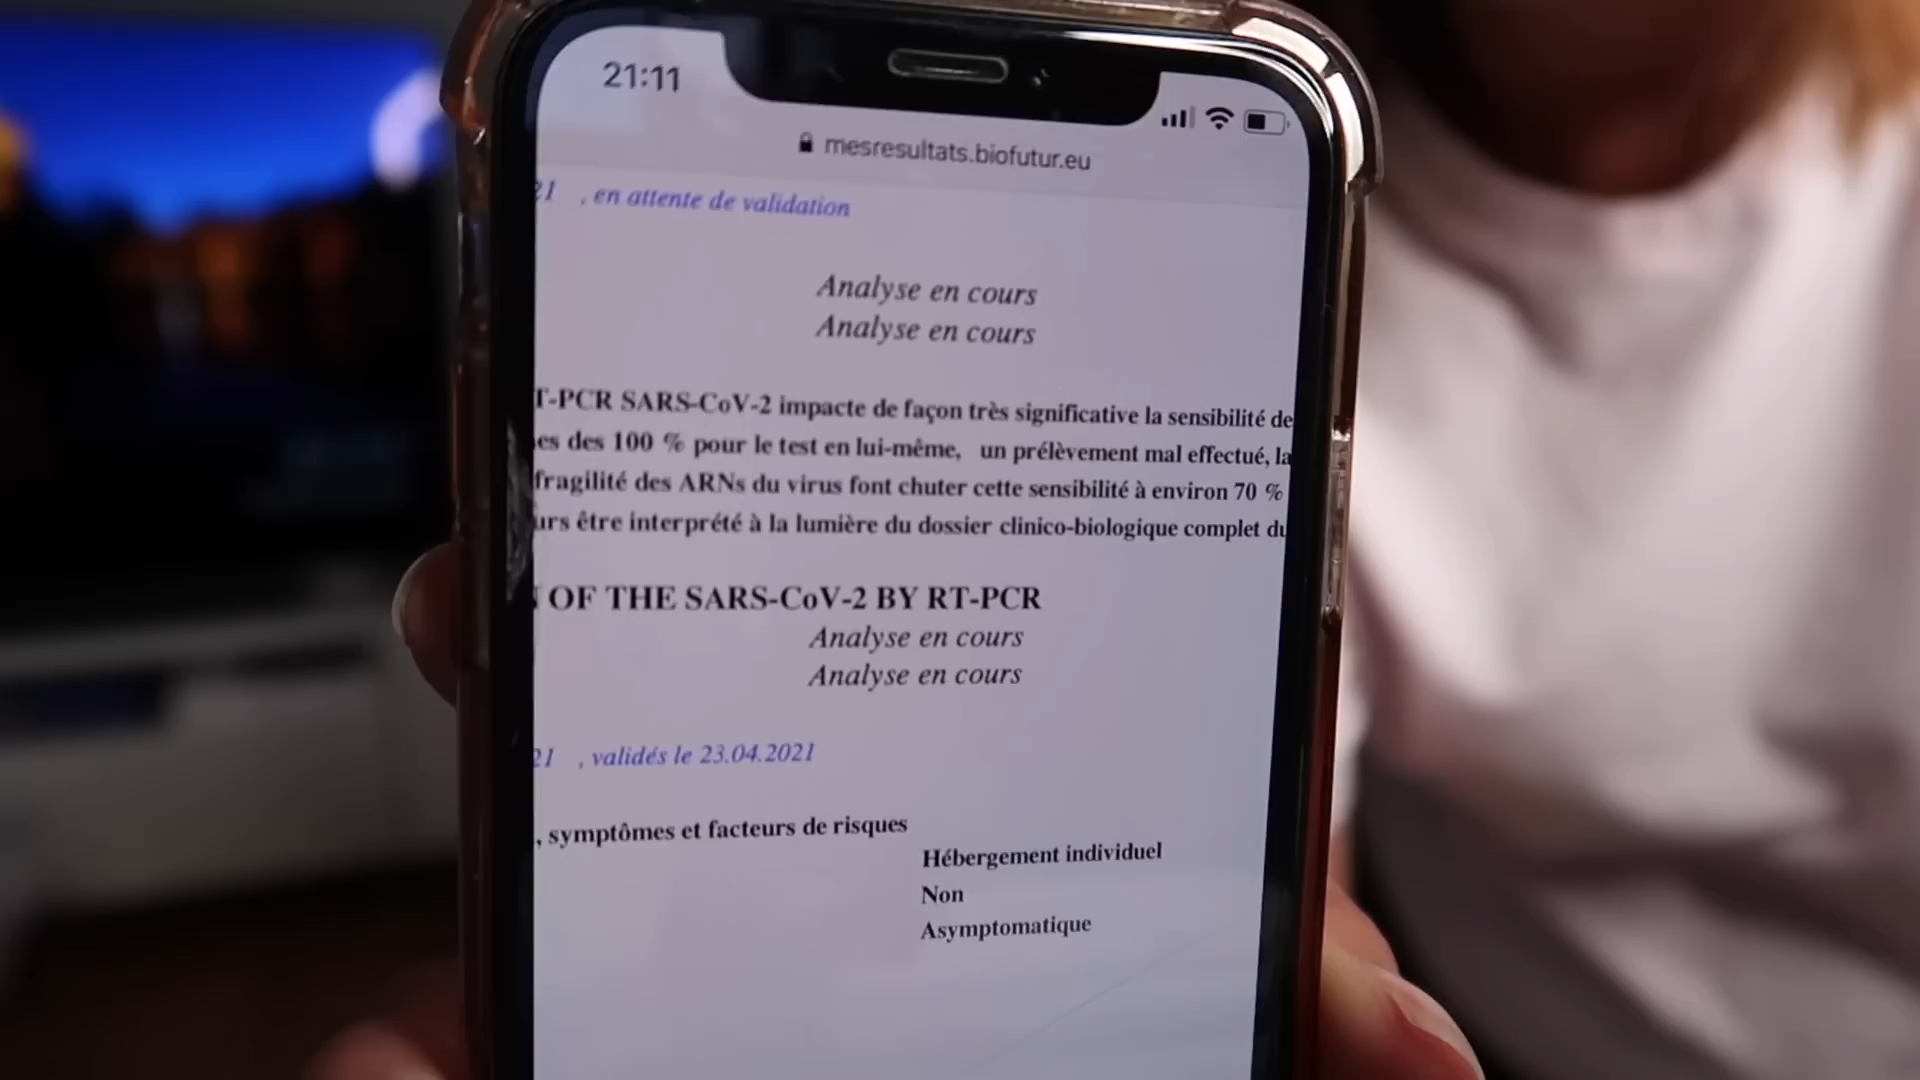 21:11
mesresultats.biofutur.eu
21 , en attente de validation
Analyse en cours
Analyse en cours
T-PCR SARS-CoV-2 impacte de façon très significative la sensibilité de
es des 100 % pour le test en lui-même, un prélèvement mal effectué, la
fragilité des ARNs du virus font chuter cette sensibilité à environ 70 %
urs être interprété à la lumière du dossier clinico-biologique complet du
OF THE SARS-CoV-2 BY RT-PCR
Analyse en cours
Analyse en cours
21 , validés le 23.04.2021
, symptômes et facteurs de risques
Hébergement individuel
Non
Asymptomatique